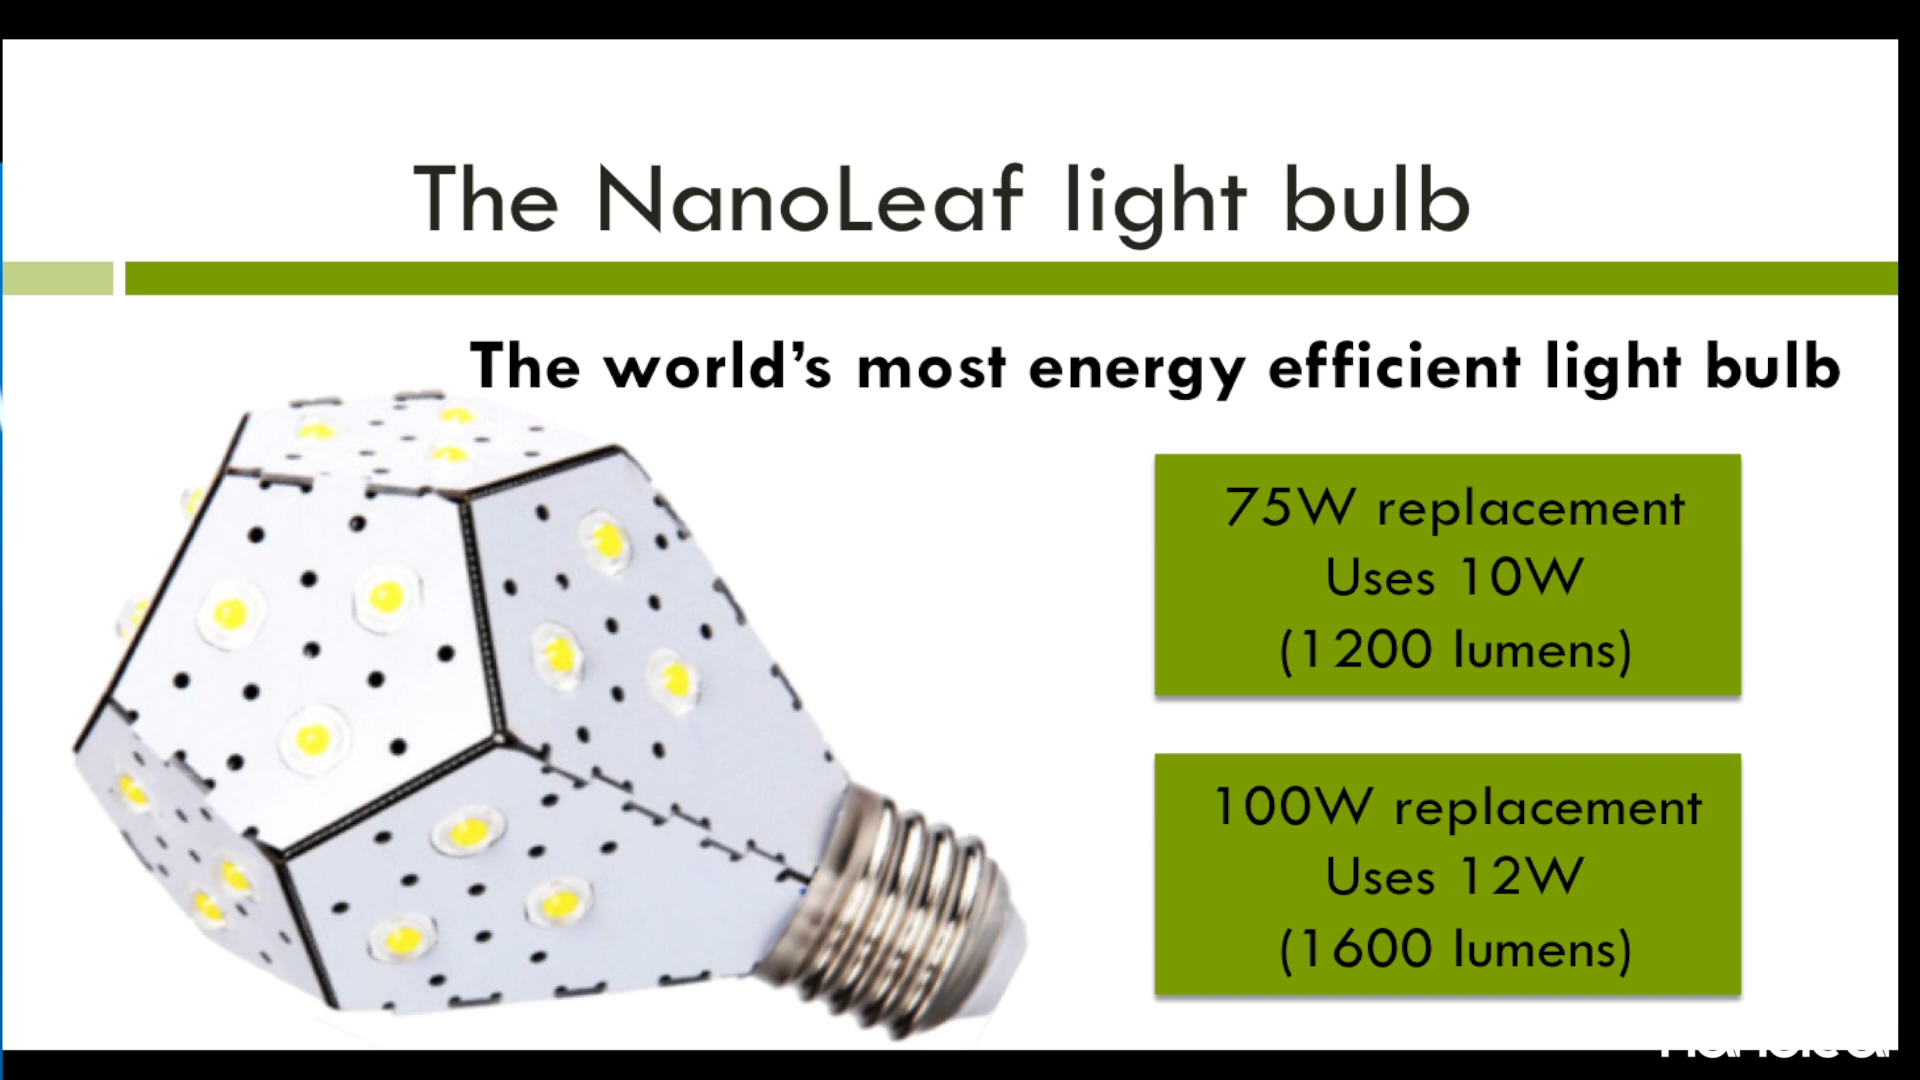 The NanoLeaf light bulb
The world’s most energy efficient light bulb
75W replacement
Uses 10W
(1200 lumens)
100W replacement
Uses 12W
(1600 lumens)